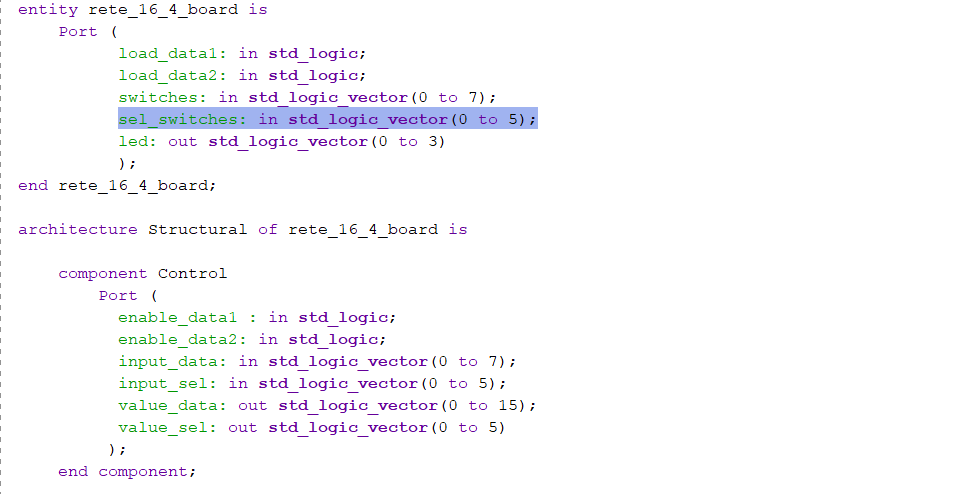 entity rete_16_4_board is
Port (
load_data1: in std_logic;
load_data2: in std_logic;
switches: in std_logic_vector(0 to 7);
sel_switches: in std_logic_vector(0 to 5);
led: out std_logic_vector(0 to 3)
);
end rete_16_4_board;
architecture Structural of rete_16_4_board is
component Control
Port (
enable_data1 : in std_logic;
enable_data2: in std_logic;
input_data: in std_logic_vector(0 to 7);
input_sel: in std_logic_vector(0 to 5);
value_data: out std_logic_vector(0 to 15);
value_sel: out std_logic_vector(0 to 5)
);
end component;